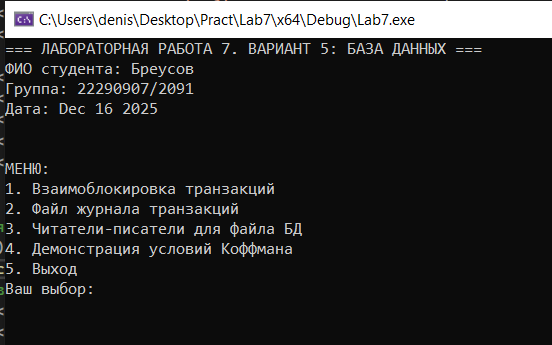 C:\Users\denis\Desktop\Pract\Lab7\x64\Debug\Lab7.exe
=== ЛАБОРАТОРНАЯ РАБОТА 7. ВАРИАНТ 5: БАЗА ДАННЫХ ===
ФИО студента: Бреусов
Группа: 22290907/2091
Дата: Dec 16 2025
МЕНЮ:
1. Взаимоблокировка транзакций
2. Файл журнала транзакций
3. Читатели-писатели для файла БД
4. Демонстрация условий Коффмана
5. Выход
Ваш выбор: